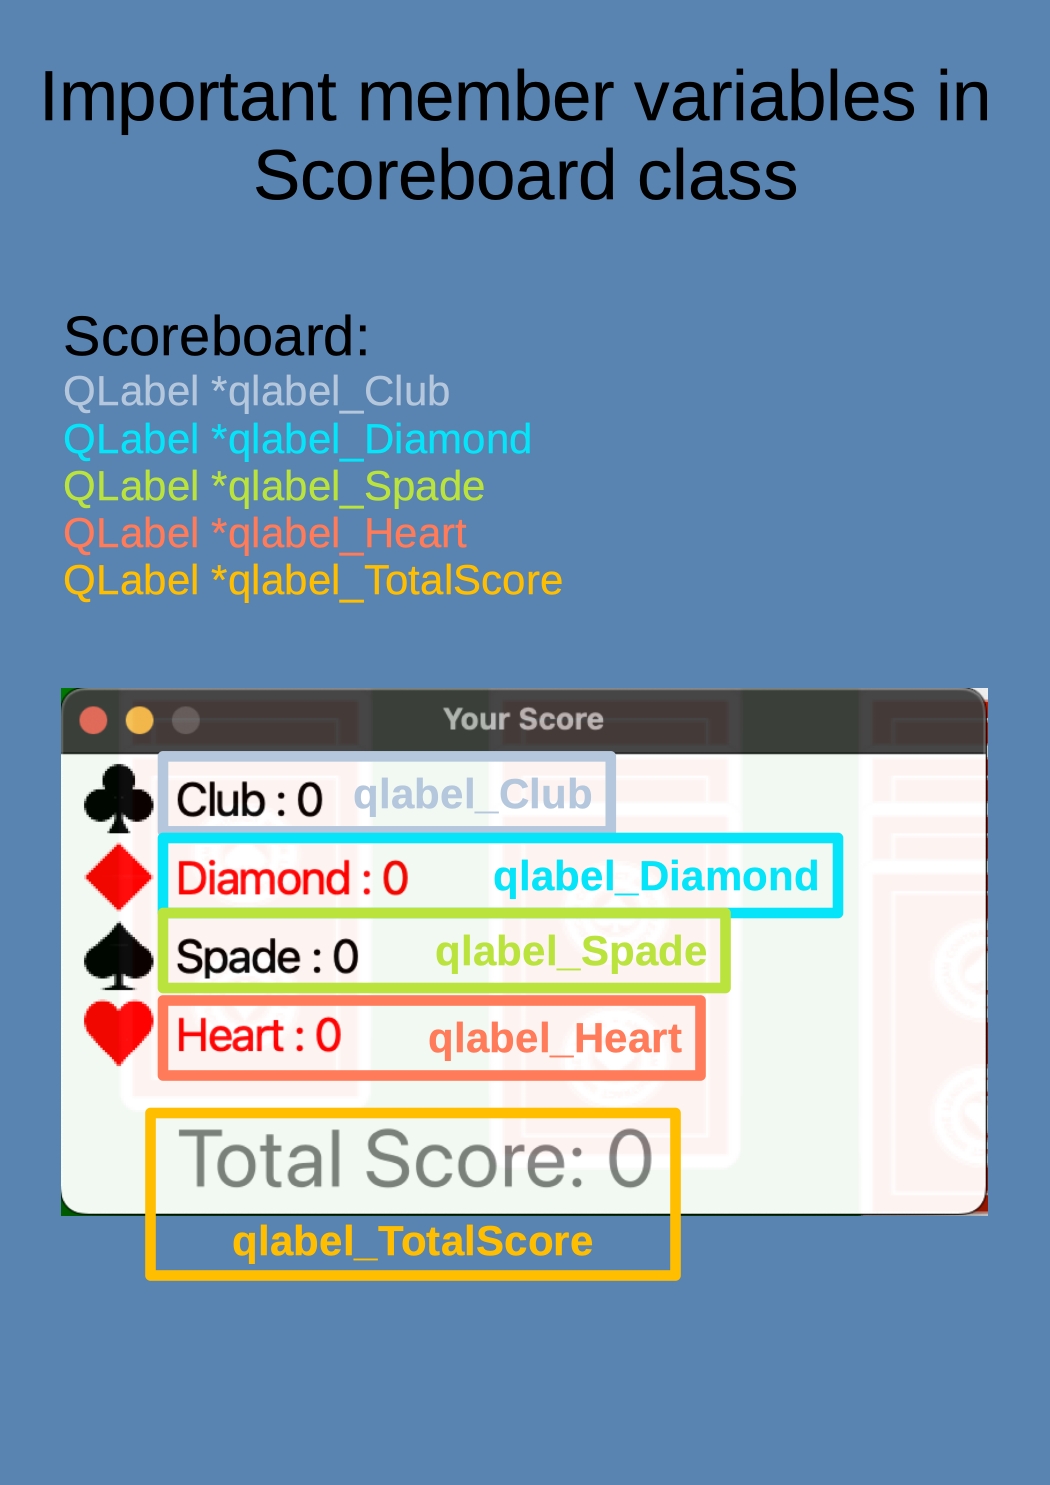 Important member variables in
Scoreboard class
Scoreboard:
QLabel *qlabel_Club
QLabel *qlabel_Diamond
QLabel *qlabel_Spade
QLabel *qlabel_Heart
QLabel *qlabel_TotalScore
Your Score
Club : 0 qlabel_Club
Diamond : 0 qlabel_Diamond
Spade : 0 qlabel_Spade
Heart : 0 qlabel_Heart
Total Score: 0
qlabel_TotalScore